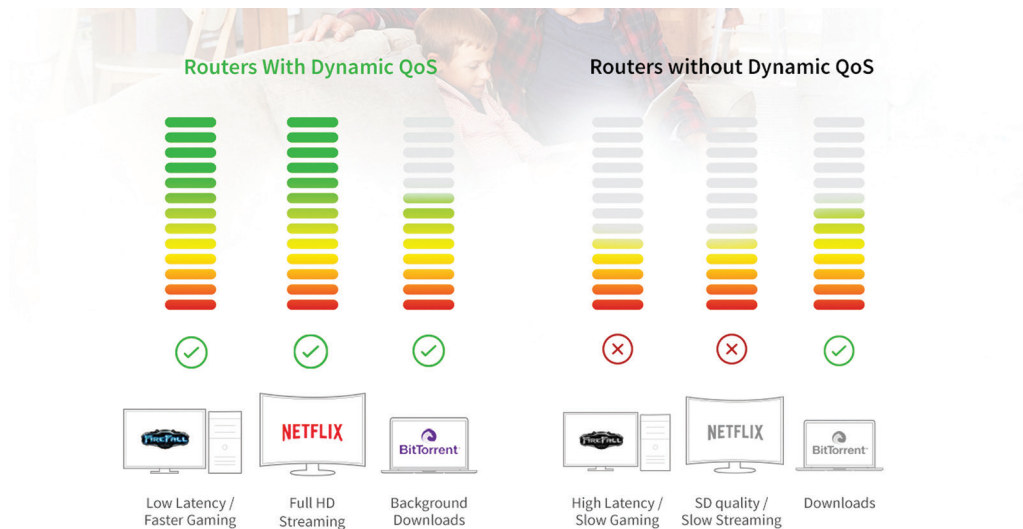 Routers With Dynamic QoS
Routers without Dynamic QoS
FIREFALL
NETFLIX
BitTorrent
FIREFALL
NETFLIX
BitTorrent
Low Latency /
Faster Gaming
Full HD
Streaming
Background
Downloads
High Latency /
Slow Gaming
SD quality /
Slow Streaming
Downloads